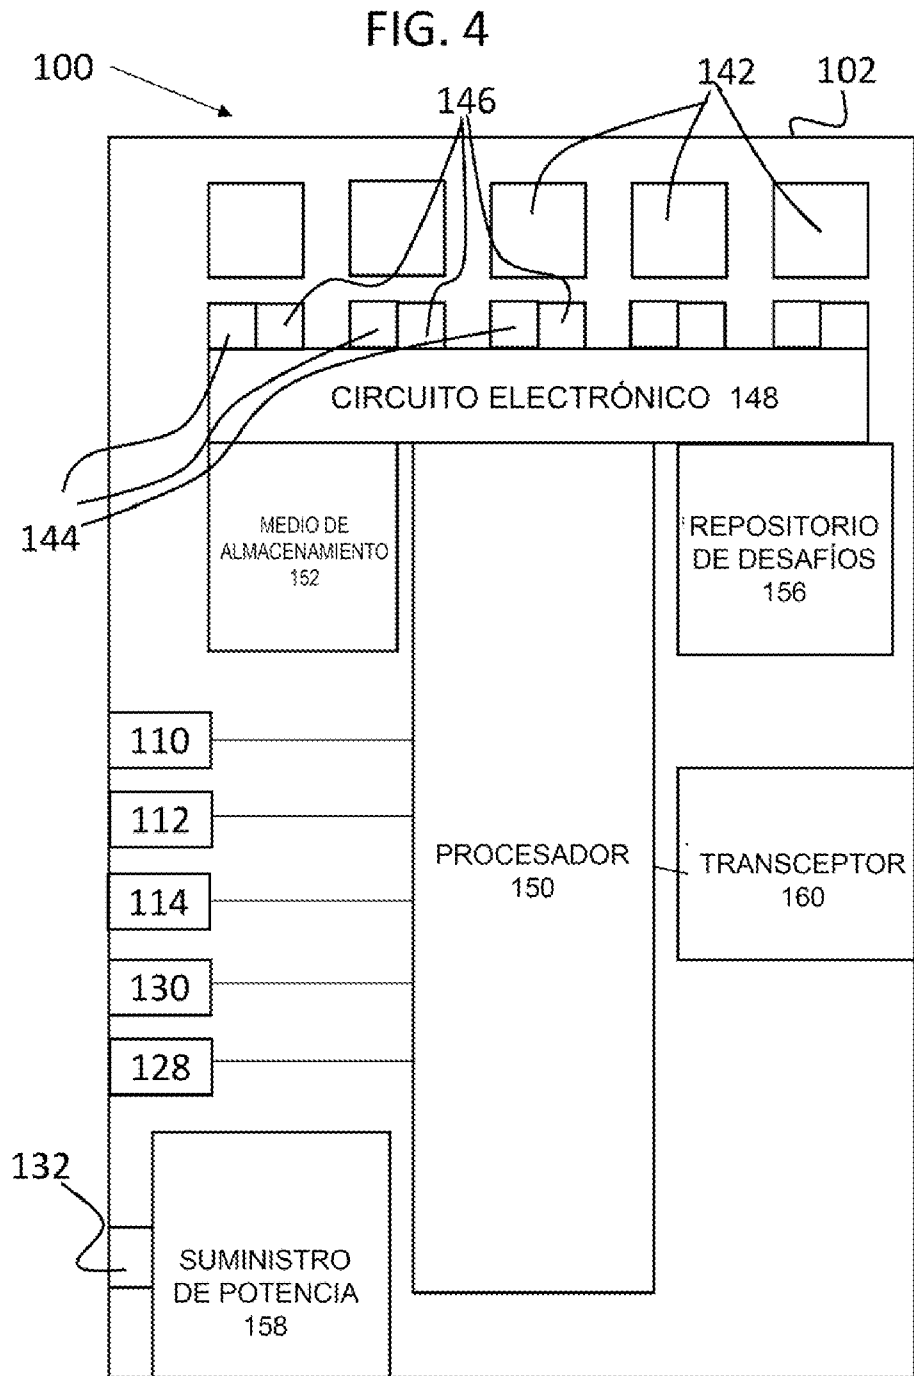 FIG. 4
100
146
142
102
CIRCUITO ELECTRÓNICO 148
144
MEDIO DE
ALMACENAMIENTO
152
REPOSITORIO
DE DESAFÍOS
156
110
112
114
130
128
PROCESADOR
150
TRANSCEPTOR
160
132
SUMINISTRO
DE POTENCIA
158